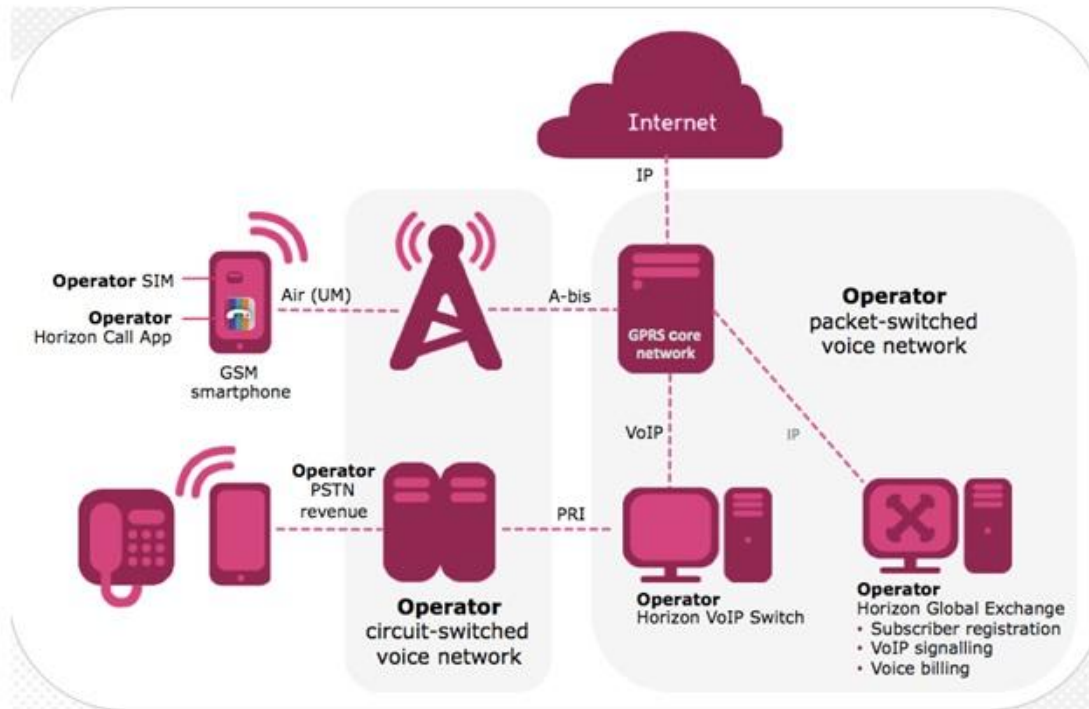 Internet
IP
Operator SIM
Operator
Horizon Call App
GSM
smartphone
Air (UM)
A-bis
GPRS core
network
Operator
packet-switched
voice network
VoIP
IP
Operator
PSTN
revenue
PRI
Operator
circuit-switched
voice network
Operator
Horizon VoIP Switch
Operator
Horizon Global Exchange
• Subscriber registration
• VoIP signalling
• Voice billing